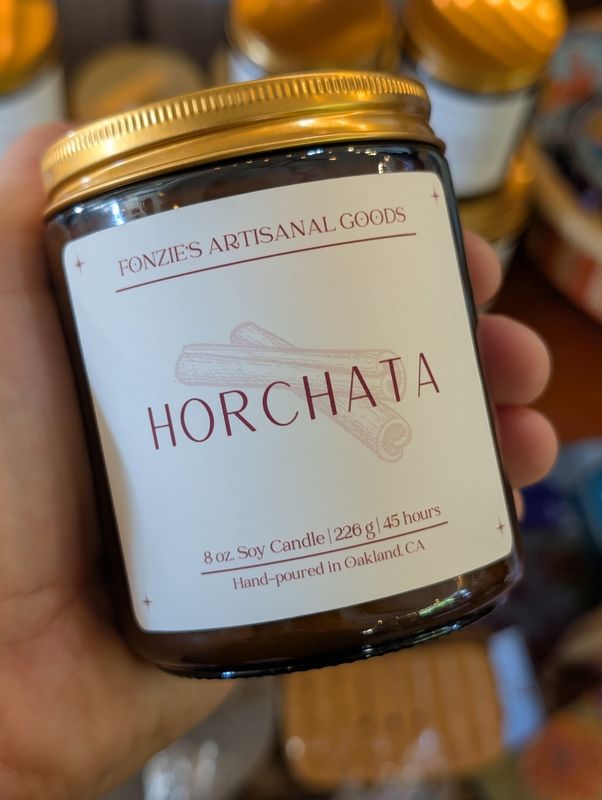 FONZIE'S ARTISANAL GOODS
HORCHATA
8 oz. Soy Candle | 226 g | 45 hours
Hand-poured in Oakland, CA